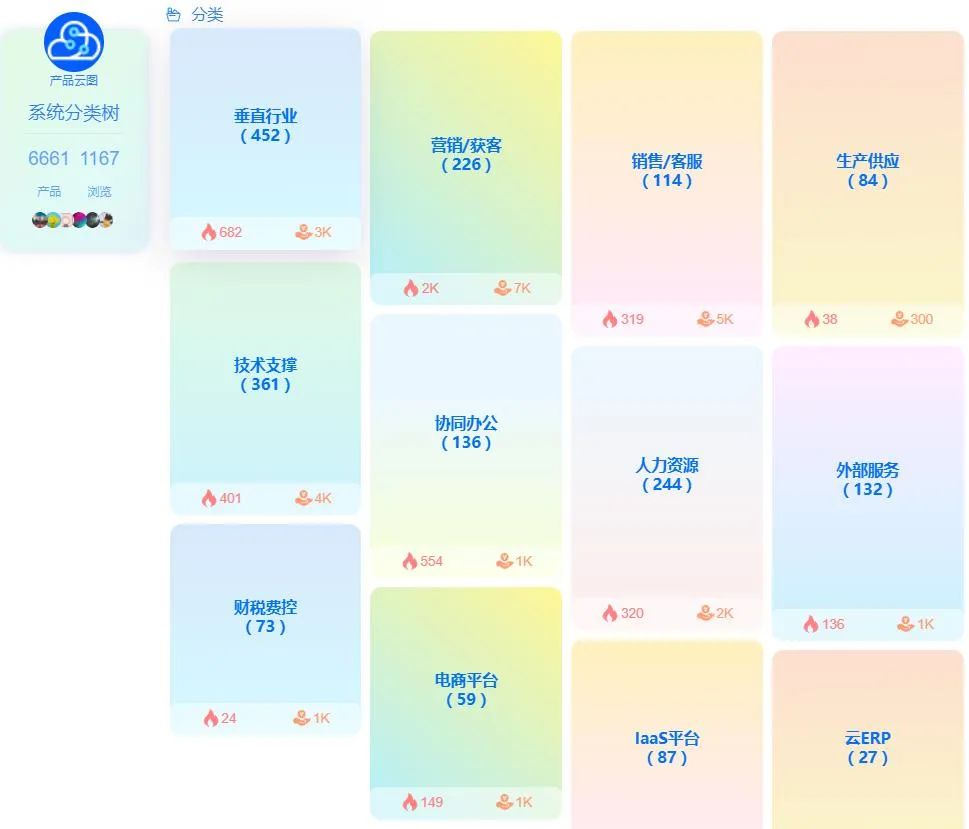 分类
产品云图
系统分类树
6661 1167
产品 浏览
垂直行业
（452）
682 3K
营销/获客
（226）
2K 7K
销售/客服
（114）
319 5K
生产供应
（84）
38 300
技术支撑
（361）
401 4K
协同办公
（136）
554 1K
人力资源
（244）
320 2K
外部服务
（132）
136 1K
财税费控
（73）
24 1K
电商平台
（59）
149 1K
IaaS平台
（87）
云ERP
（27）